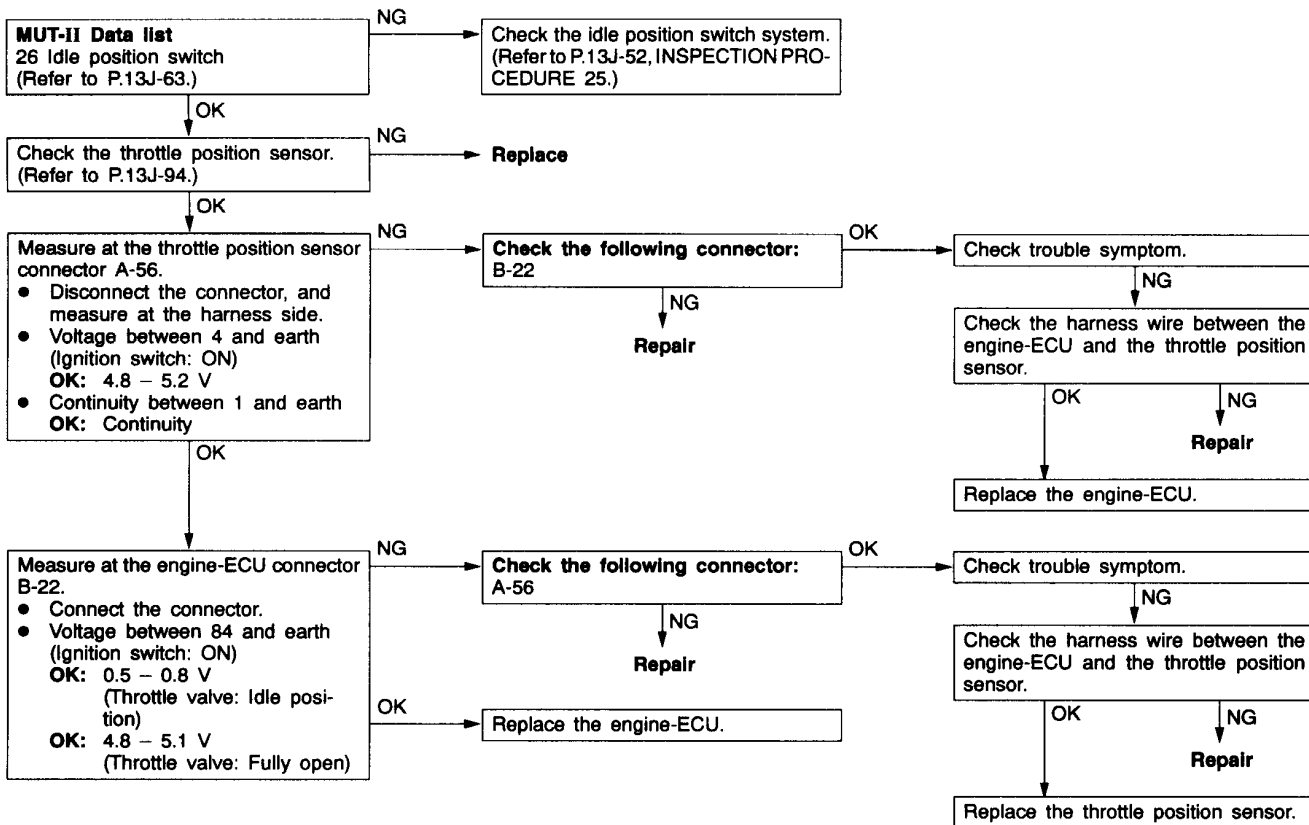 MUT-II Data list
26 Idle position switch
(Refer to P.13J-63.)
NG
Check the idle position switch system.
(Refer to P.13J-52, INSPECTION PRO-
CEDURE 25.)
OK
Check the throttle position sensor.
(Refer to P.13J-94.)
NG
Replace
OK
Measure at the throttle position sensor
connector A-56.
● Disconnect the connector, and
measure at the harness side.
● Voltage between 4 and earth
(Ignition switch: ON)
OK: 4.8 – 5.2 V
● Continuity between 1 and earth
OK: Continuity
NG
Check the following connector:
B-22
NG
Repair
OK
Check trouble symptom.
NG
Check the harness wire between the
engine-ECU and the throttle position
sensor.
OK
NG
Repair
Replace the engine-ECU.
OK
Measure at the engine-ECU connector
B-22.
● Connect the connector.
● Voltage between 84 and earth
(Ignition switch: ON)
OK: 0.5 – 0.8 V
(Throttle valve: Idle posi-
tion)
OK: 4.8 – 5.1 V
(Throttle valve: Fully open)
NG
Check the following connector:
A-56
NG
Repair
OK
Replace the engine-ECU.
OK
Check trouble symptom.
NG
Check the harness wire between the
engine-ECU and the throttle position
sensor.
OK
NG
Repair
Replace the throttle position sensor.